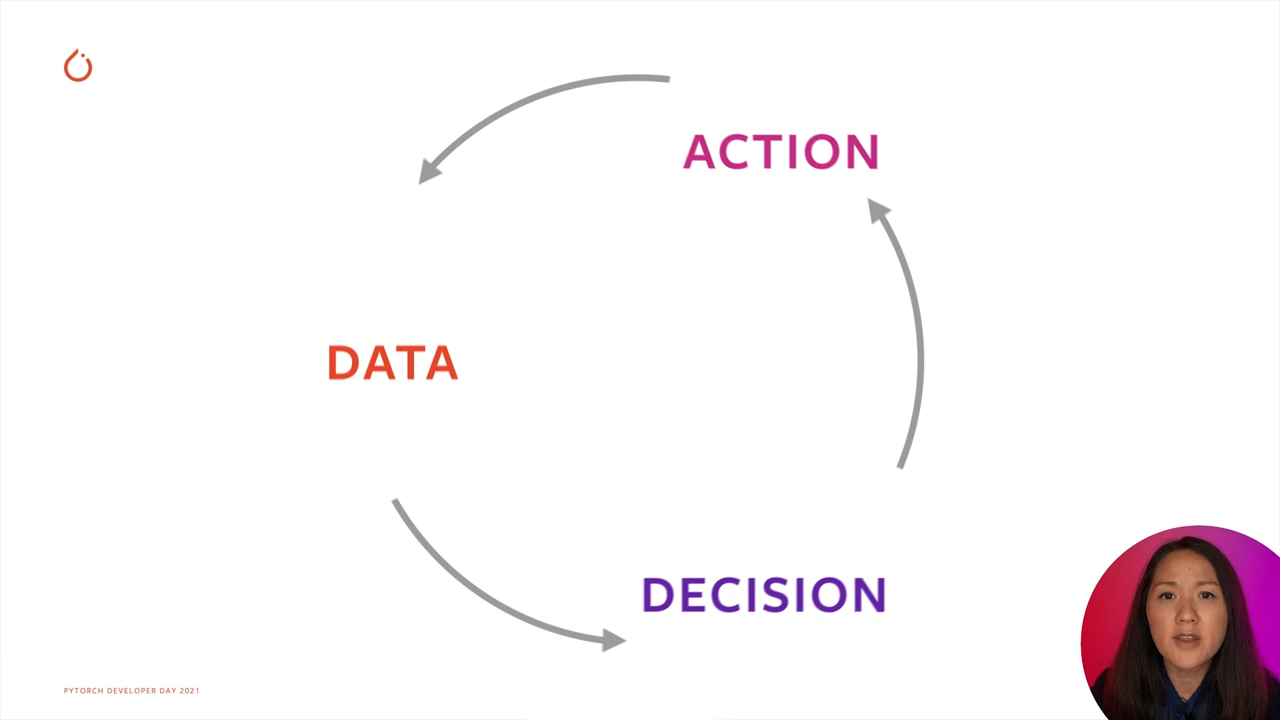 ACTION
DATA
DECISION
PYTORCH DEVELOPER DAY 2021